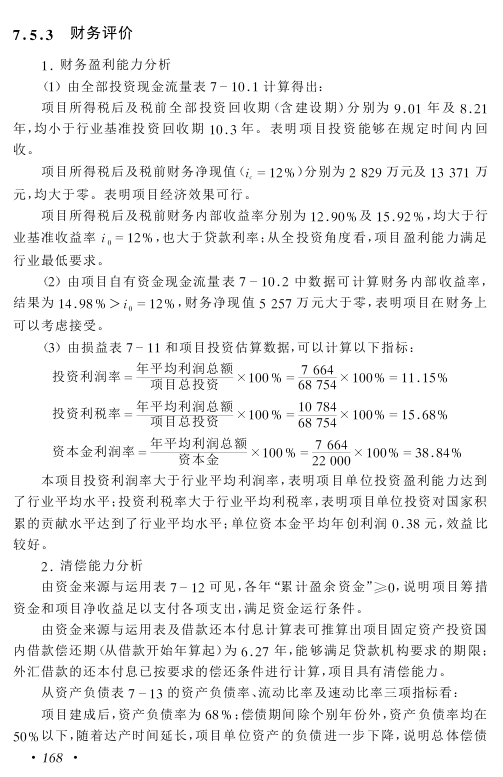 7.5.3 财务评价
1. 财务盈利能力分析
(1) 由全部投资现金流量表 7-10.1 计算得出:
项目所得税后及税前全部投资回收期(含建设期)分别为 9.01 年及 8.21
年,均小于行业基准投资回收期 10.3 年。表明项目投资能够在规定时间内回
收。
项目所得税后及税前财务净现值(ic=12%)分别为 2 829 万元及 13 371 万
元,均大于零。表明项目经济效果可行。
项目所得税后及税前财务内部收益率分别为 12.90%及 15.92%,均大于行
业基准收益率 i0=12%,也大于贷款利率;从全投资角度看,项目盈利能力满足
行业最低要求。
(2) 由项目自有资金现金流量表 7-10.2 中数据可计算财务内部收益率,
结果为 14.98%>i0=12%,财务净现值 5 257 万元大于零,表明项目在财务上
可以考虑接受。
(3) 由损益表 7-11 和项目投资估算数据,可以计算以下指标:
投资利润率=年平均利润总额/项目总投资×100%=7 664/68 754×100%=11.15%
投资利税率=年平均利润总额/项目总投资×100%=10 784/68 754×100%=15.68%
资本金利润率=年平均利润总额/资本金×100%=7 664/22 000×100%=38.84%
本项目投资利润率大于行业平均利润率,表明项目单位投资盈利能力达到
了行业平均水平;投资利税率大于行业平均利税率,表明项目单位投资对国家积
累的贡献水平达到了行业平均水平;单位资本金平均年创利润 0.38 元,效益比
较好。
2. 清偿能力分析
由资金来源与运用表 7-12 可见,各年“累计盈余资金”≥0,说明项目筹措
资金和项目净收益足以支付各项支出,满足资金运行条件。
由资金来源与运用表及借款还本付息计算表可推算出项目固定资产投资国
内借款偿还期(从借款开始年算起)为 6.27 年,能够满足贷款机构要求的期限;
外汇借款的还本付息已按要求的偿还条件进行计算,项目具有清偿能力。
从资产负债表 7-13 的资产负债率、流动比率及速动比率三项指标看:
项目建成后,资产负债率为 68%;偿债期间除个别年份外,资产负债率均在
50%以下,随着达产时间延长,项目单位资产的负债进一步下降,说明总体偿债
· 168 ·